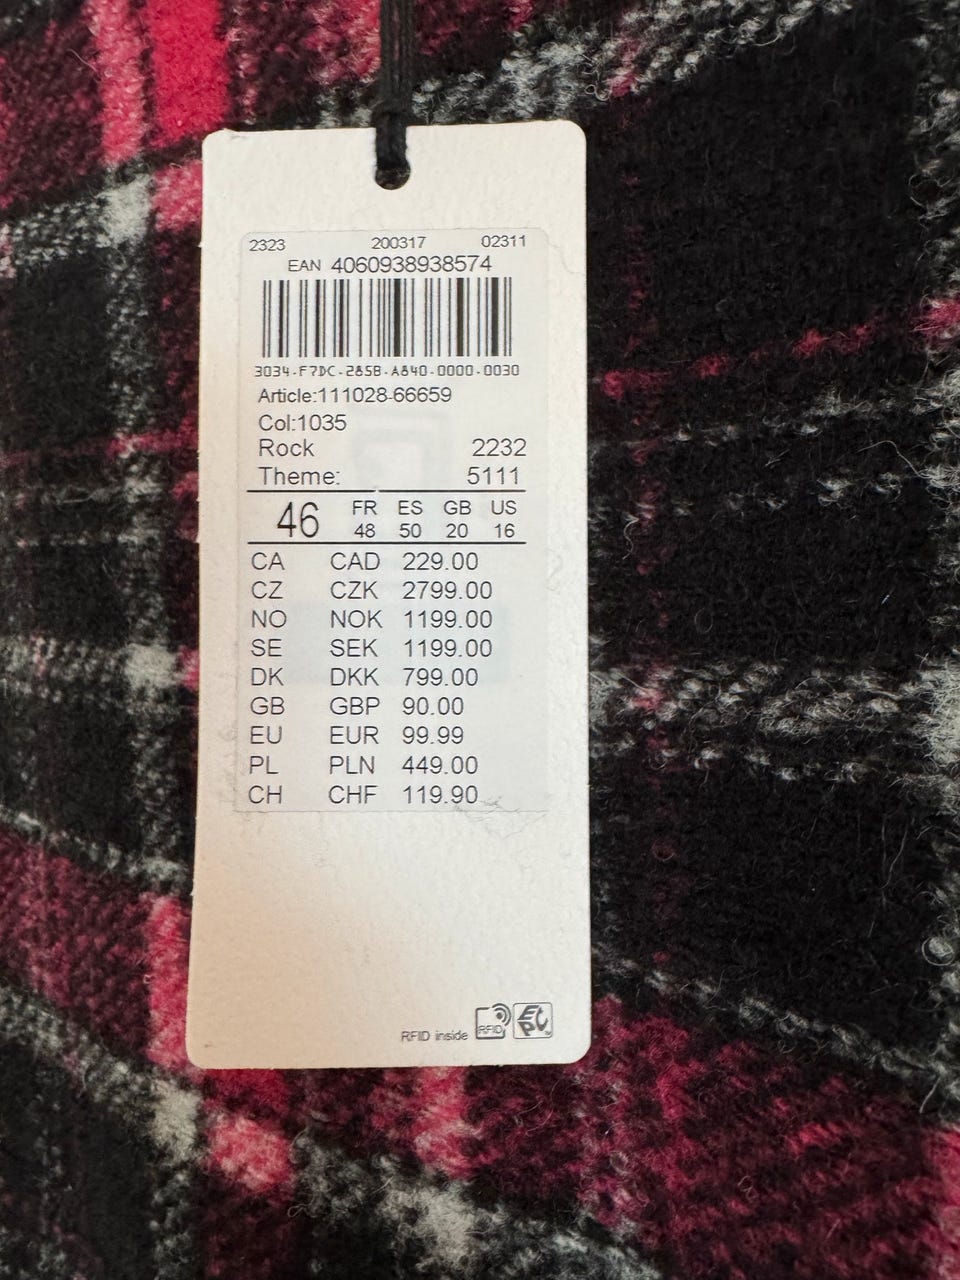 2323 200317 02311
EAN 4060938938574
3034-F7DC-285B-A840-0000-0030
Article:111028-66659
Col:1035
Rock 2232
Theme: 5111
46 FR ES GB US
48 50 20 16
CA CAD 229.00
CZ CZK 2799.00
NO NOK 1199.00
SE SEK 1199.00
DK DKK 799.00
GB GBP 90.00
EU EUR 99.99
PL PLN 449.00
CH CHF 119.90
RFID inside RFID EPC